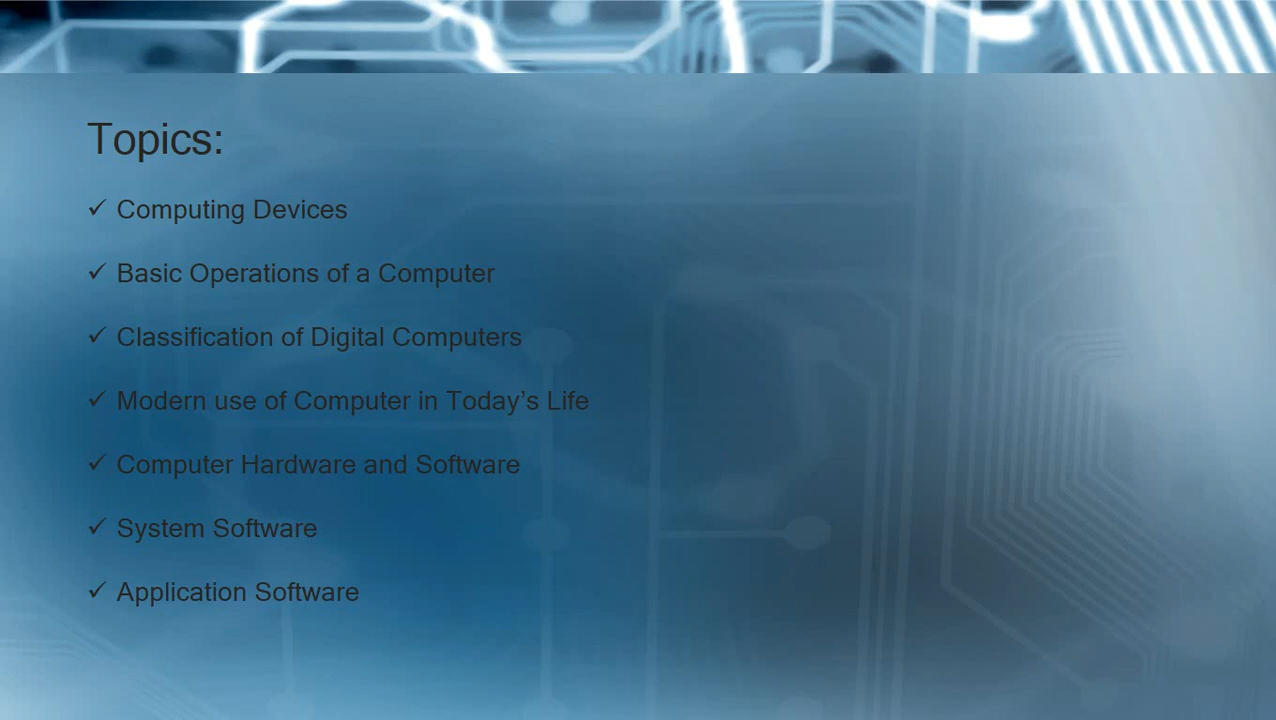 Topics:
✓ Computing Devices
✓ Basic Operations of a Computer
✓ Classification of Digital Computers
✓ Modern use of Computer in Today’s Life
✓ Computer Hardware and Software
✓ System Software
✓ Application Software